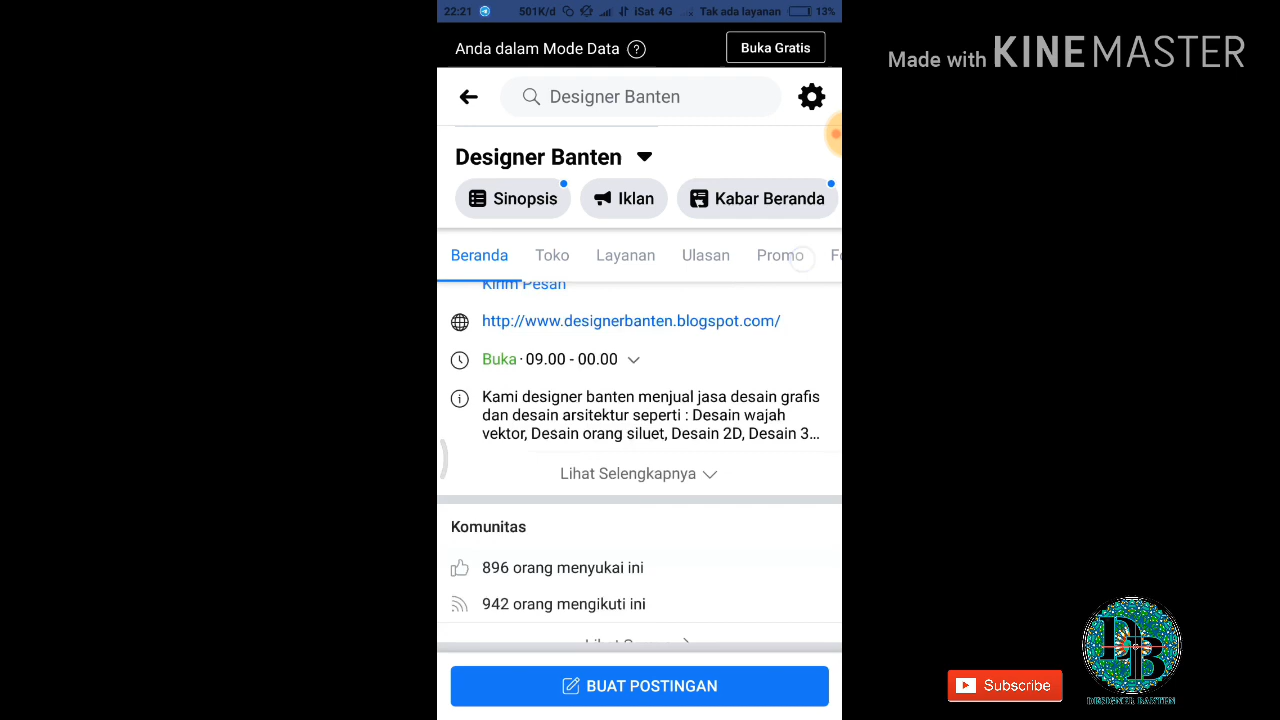 22:21 501K/d iSat 4G Tak ada layanan 13%
Anda dalam Mode Data ? Buka Gratis
Made with KINEMASTER
Designer Banten
Designer Banten
Sinopsis Iklan Kabar Beranda
Beranda Toko Layanan Ulasan Promo
Kirim Pesan
http://www.designerbanten.blogspot.com/
Buka · 09.00 - 00.00
Kami designer banten menjual jasa desain grafis
dan desain arsitektur seperti : Desain wajah
vektor, Desain orang siluet, Desain 2D, Desain 3...
Lihat Selengkapnya
Komunitas
896 orang menyukai ini
942 orang mengikuti ini
BUAT POSTINGAN
Subscribe
DB
DESIGNER BANTEN